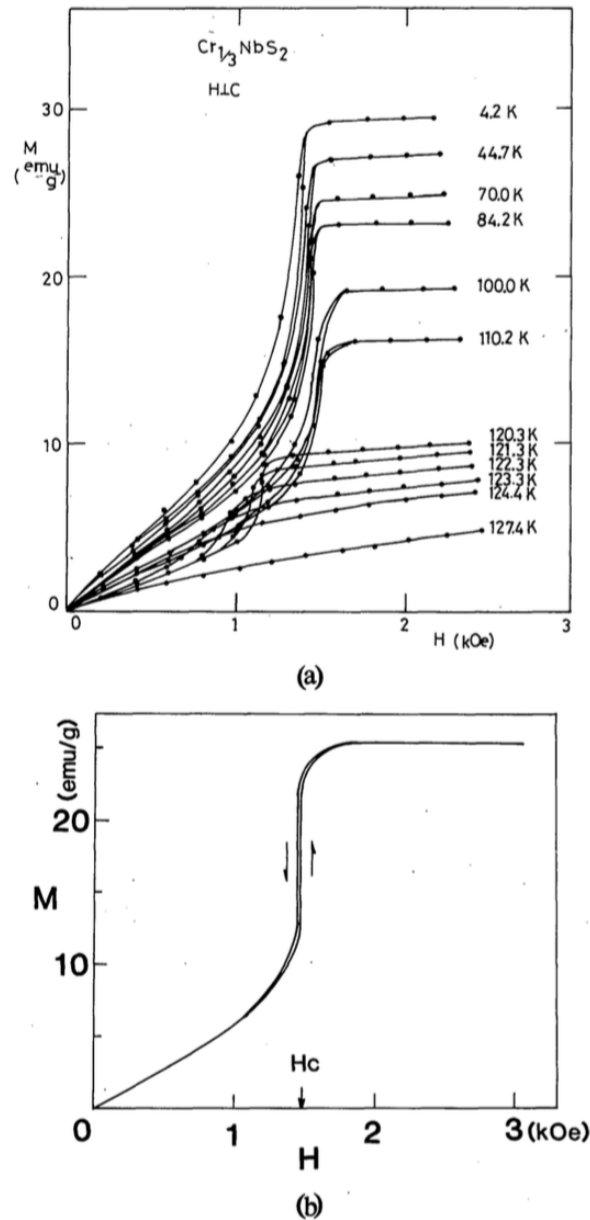 Cr1/3NbS2
H⊥C
30
M
(emu/g)
20
10
0
4.2 K
44.7 K
70.0 K
84.2 K
100.0 K
110.2 K
120.3 K
121.3 K
122.3 K
123.3 K
124.4 K
127.4 K
0 1 2 3
H (kOe)
(a)
M (emu/g)
20
10
Hc
0 1 2 3 (kOe)
H
(b)